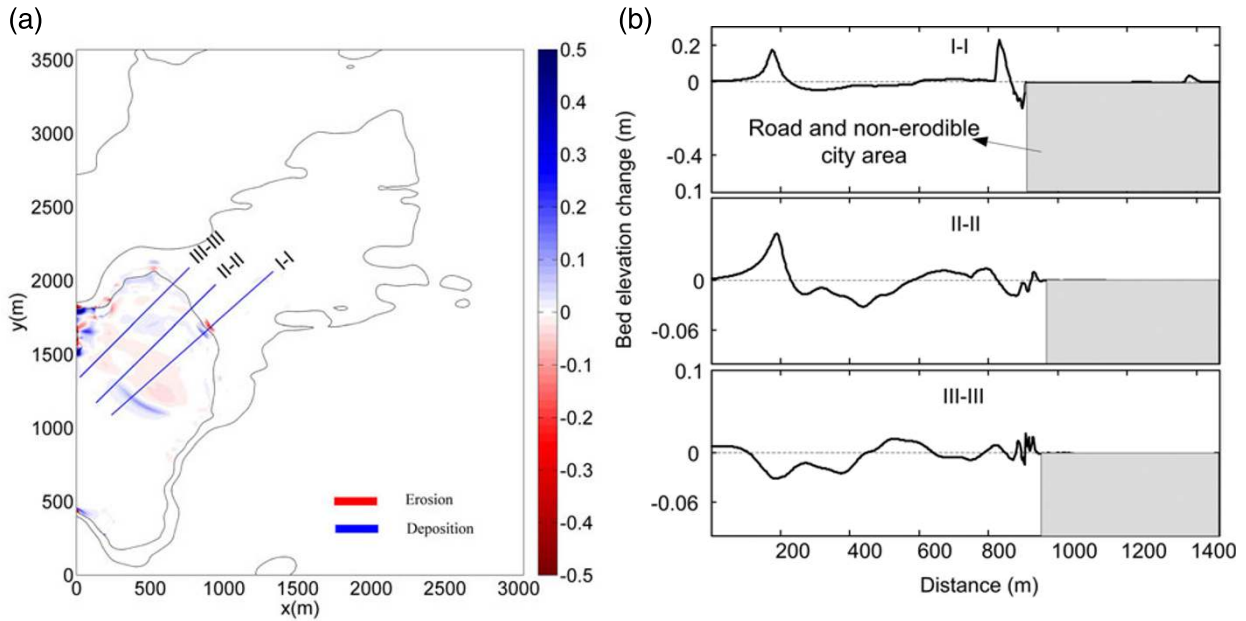 (a)
3500
3000
2500
2000
1500
1000
500
0
y(m)
0
500
1000
1500
2000
2500
3000
x(m)
III-III
II-II
I-I
Erosion
Deposition
0.5
0.4
0.3
0.2
0.1
0
-0.1
-0.2
-0.3
-0.4
-0.5
(b)
Bed elevation change (m)
0.2
0
-0.4
0.1
I-I
Road and non-erodible
city area
0
-0.06
II-II
0.1
0
-0.06
III-III
200
400
600
800
1000
1200
1400
Distance (m)